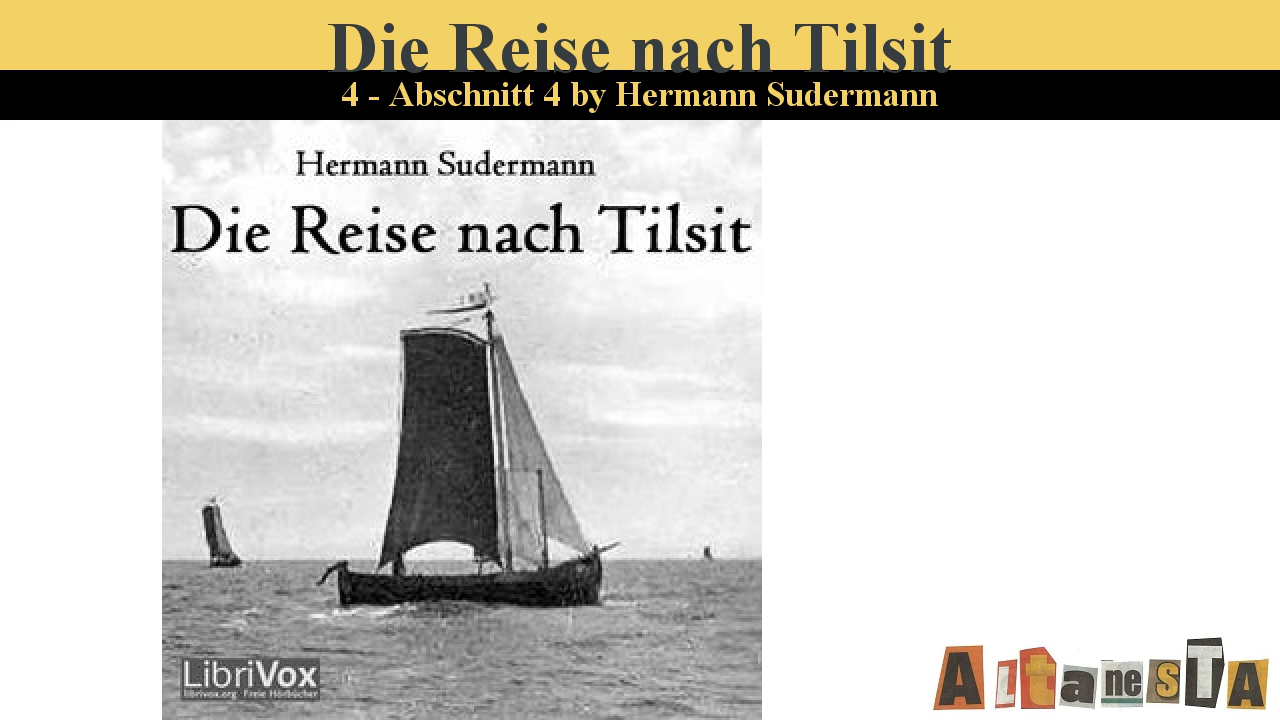 Die Reise nach Tilsit
4 - Abschnitt 4 by Hermann Sudermann
Hermann Sudermann
Die Reise nach Tilsit
LibriVox
librivox.org Freie Hörbücher
AltanesTA